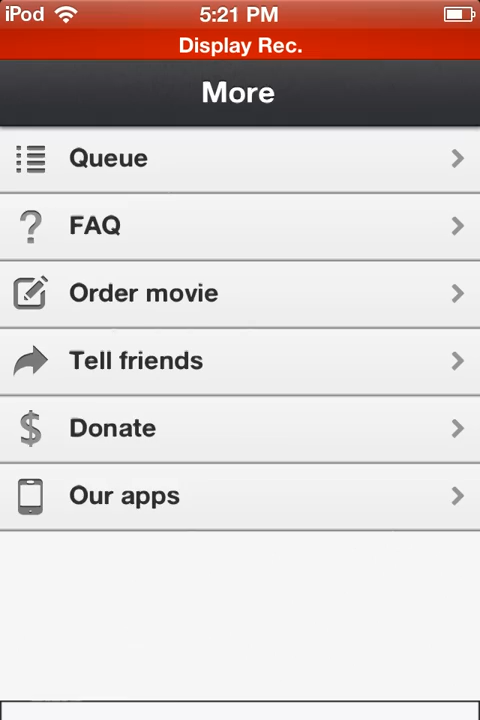 iPod 5:21 PM
Display Rec.
More
Queue
FAQ
Order movie
Tell friends
Donate
Our apps